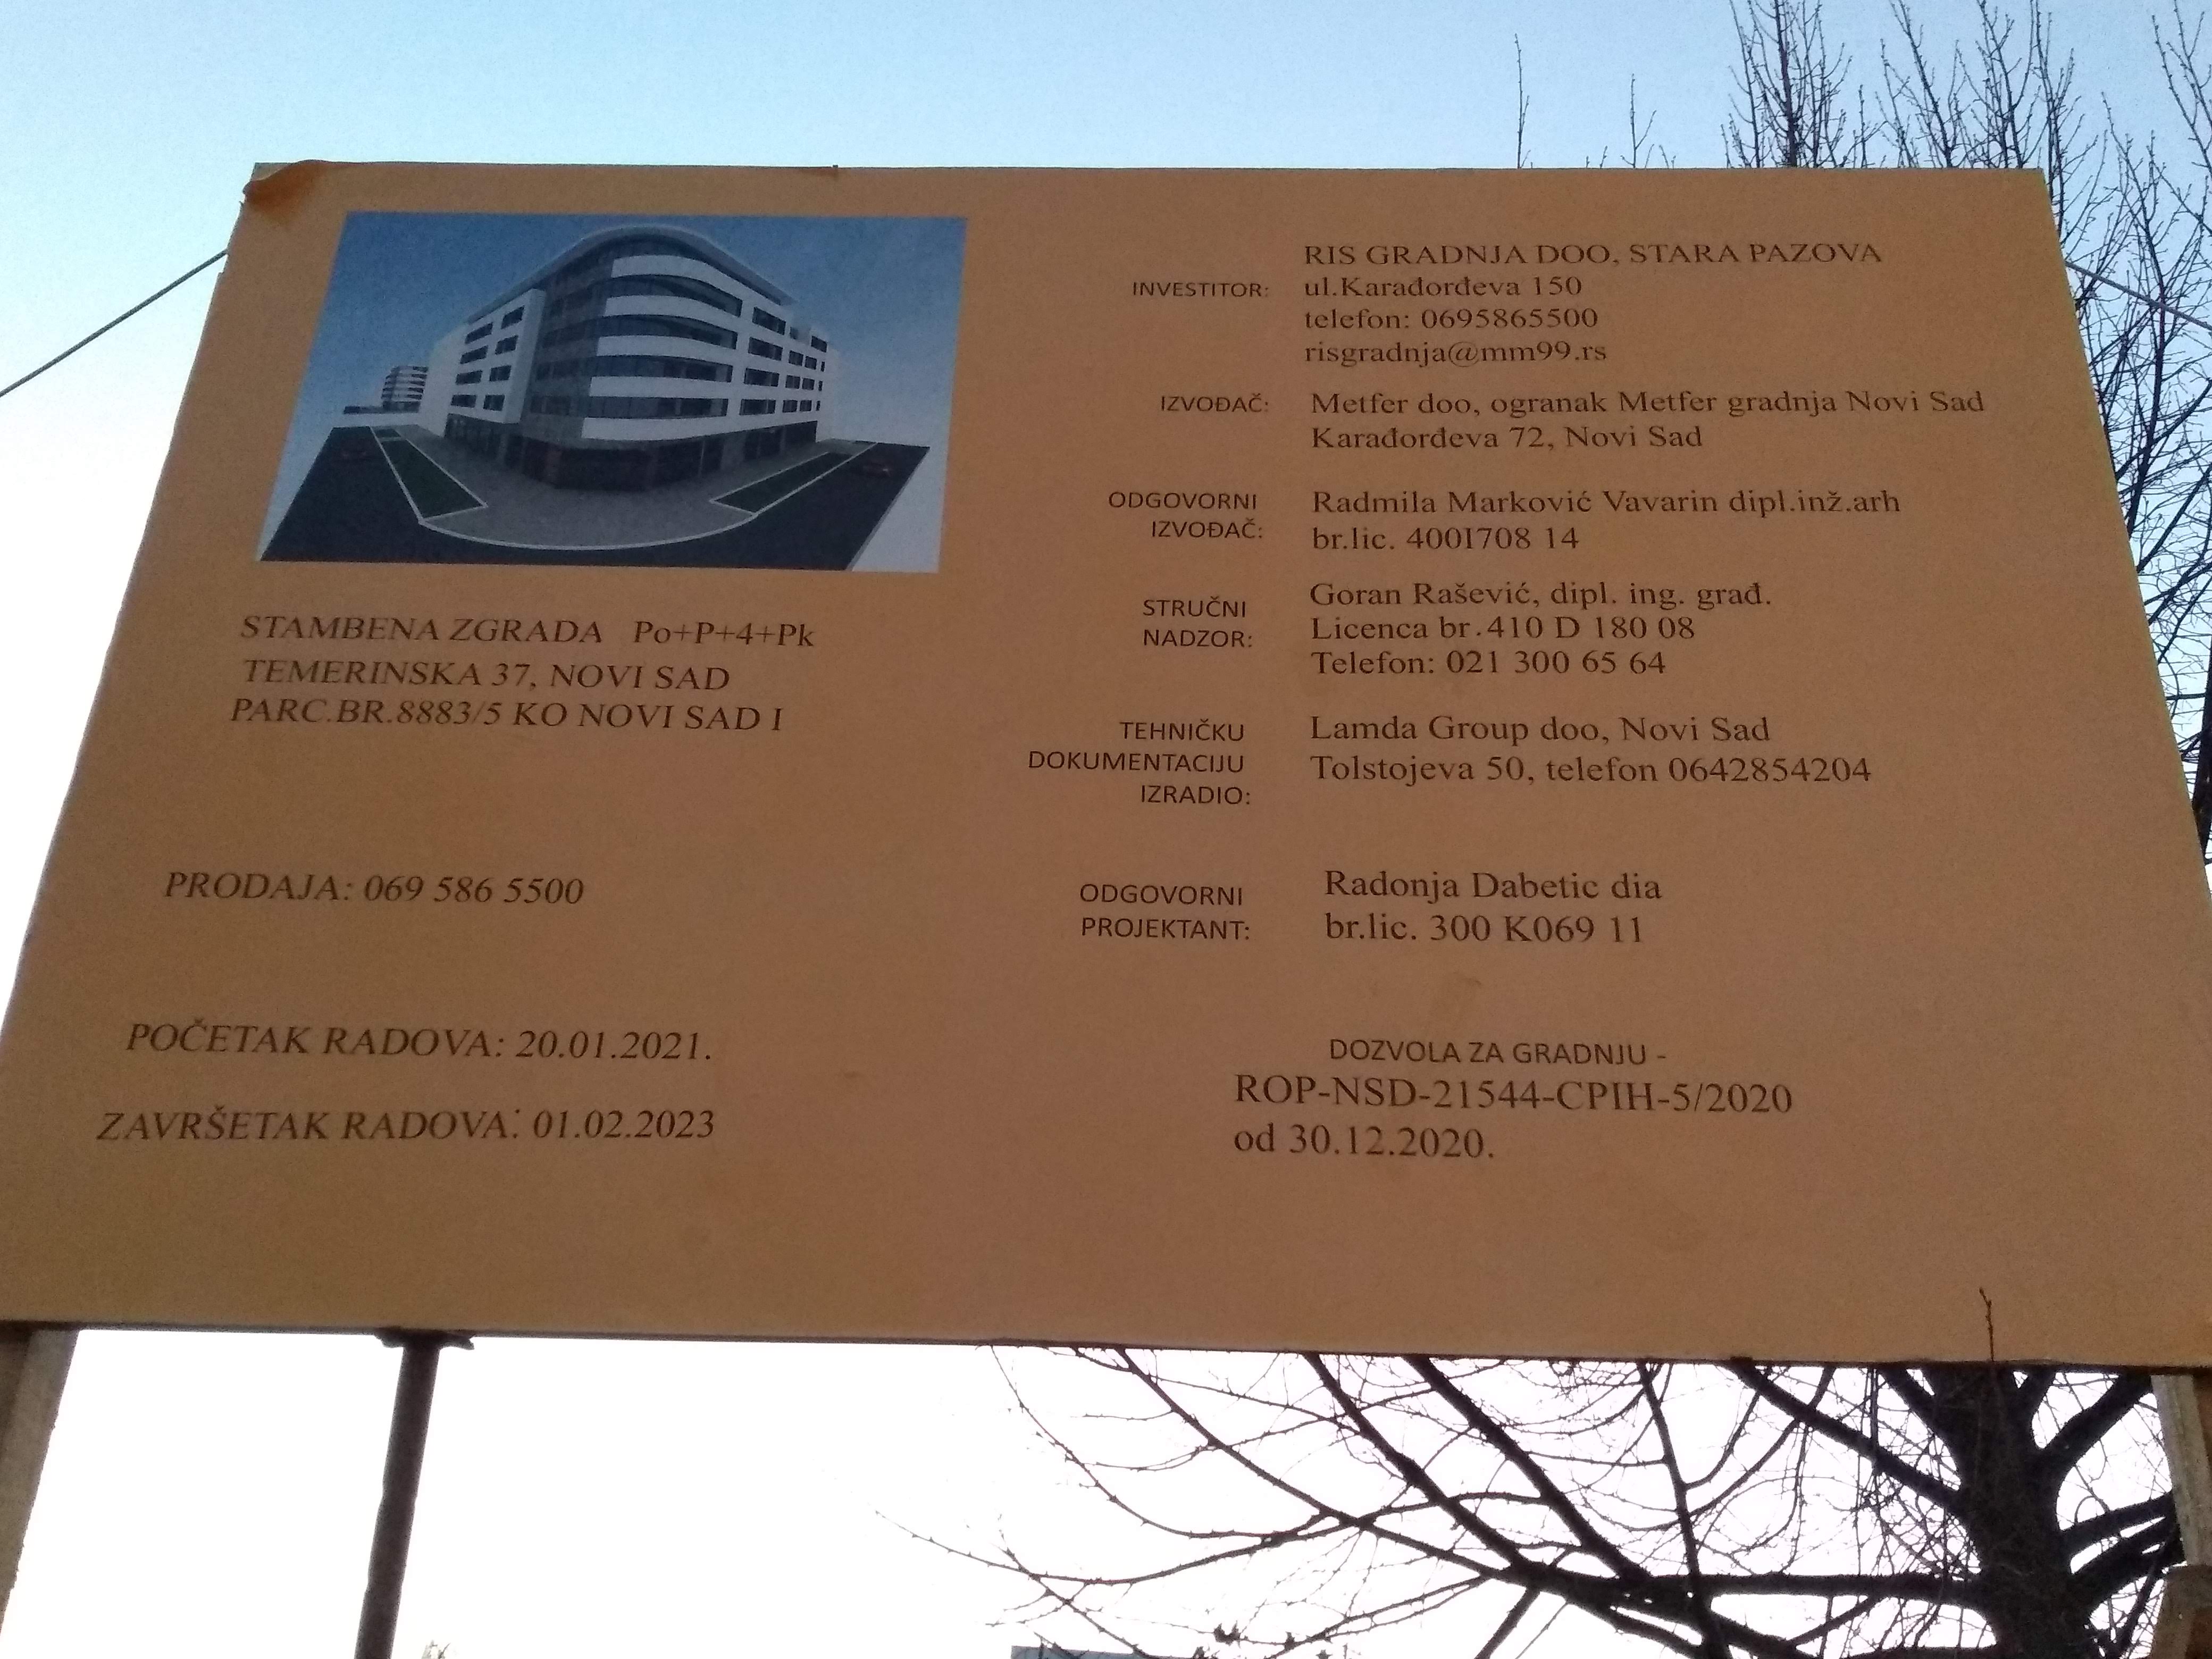 STAMBENA ZGRADA Po+P+4+Pk
TEMERINSKA 37, NOVI SAD
PARC.BR.8883/5 KO NOVI SAD I
PRODAJA: 069 586 5500
POČETAK RADOVA: 20.01.2021.
ZAVRŠETAK RADOVA: 01.02.2023
INVESTITOR:
RIS GRADNJA DOO, STARA PAZOVA
ul.Karađorđeva 150
telefon: 0695865500
risgradnja@mm99.rs
IZVOĐAČ: Metfer doo, ogranak Metfer gradnja Novi Sad
Karađorđeva 72, Novi Sad
ODGOVORNI Radmila Marković Vavarin dipl.inž.arh
IZVOĐAČ: br.lic. 400I708 14
STRUČNI Goran Rašević, dipl. ing. građ.
NADZOR: Licenca br.410 D 180 08
Telefon: 021 300 65 64
TEHNIČKU Lamda Group doo, Novi Sad
DOKUMENTACIJU Tolstojeva 50, telefon 0642854204
IZRADIO:
ODGOVORNI Radonja Dabetic dia
PROJEKTANT: br.lic. 300 K069 11
DOZVOLA ZA GRADNJU -
ROP-NSD-21544-CPIH-5/2020
od 30.12.2020.